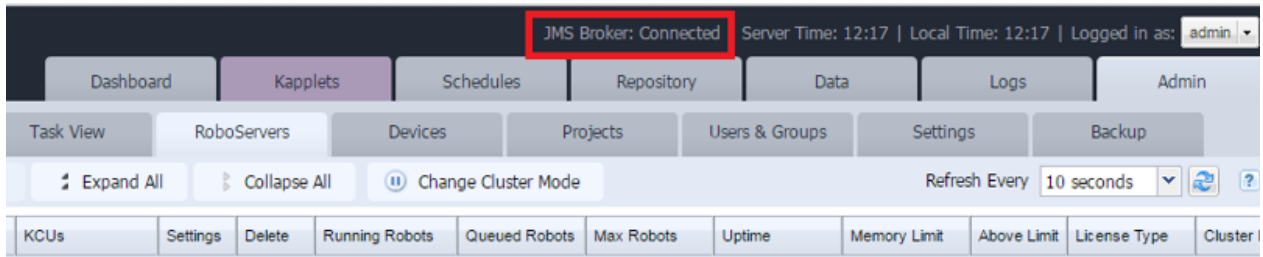 JMS Broker: Connected Server Time: 12:17 | Local Time: 12:17 | Logged in as: admin
Dashboard Kapplets Schedules Repository Data Logs Admin
Task View RoboServers Devices Projects Users & Groups Settings Backup
Expand All Collapse All Change Cluster Mode Refresh Every 10 seconds ?
KCUs Settings Delete Running Robots Queued Robots Max Robots Uptime Memory Limit Above Limit License Type Cluster